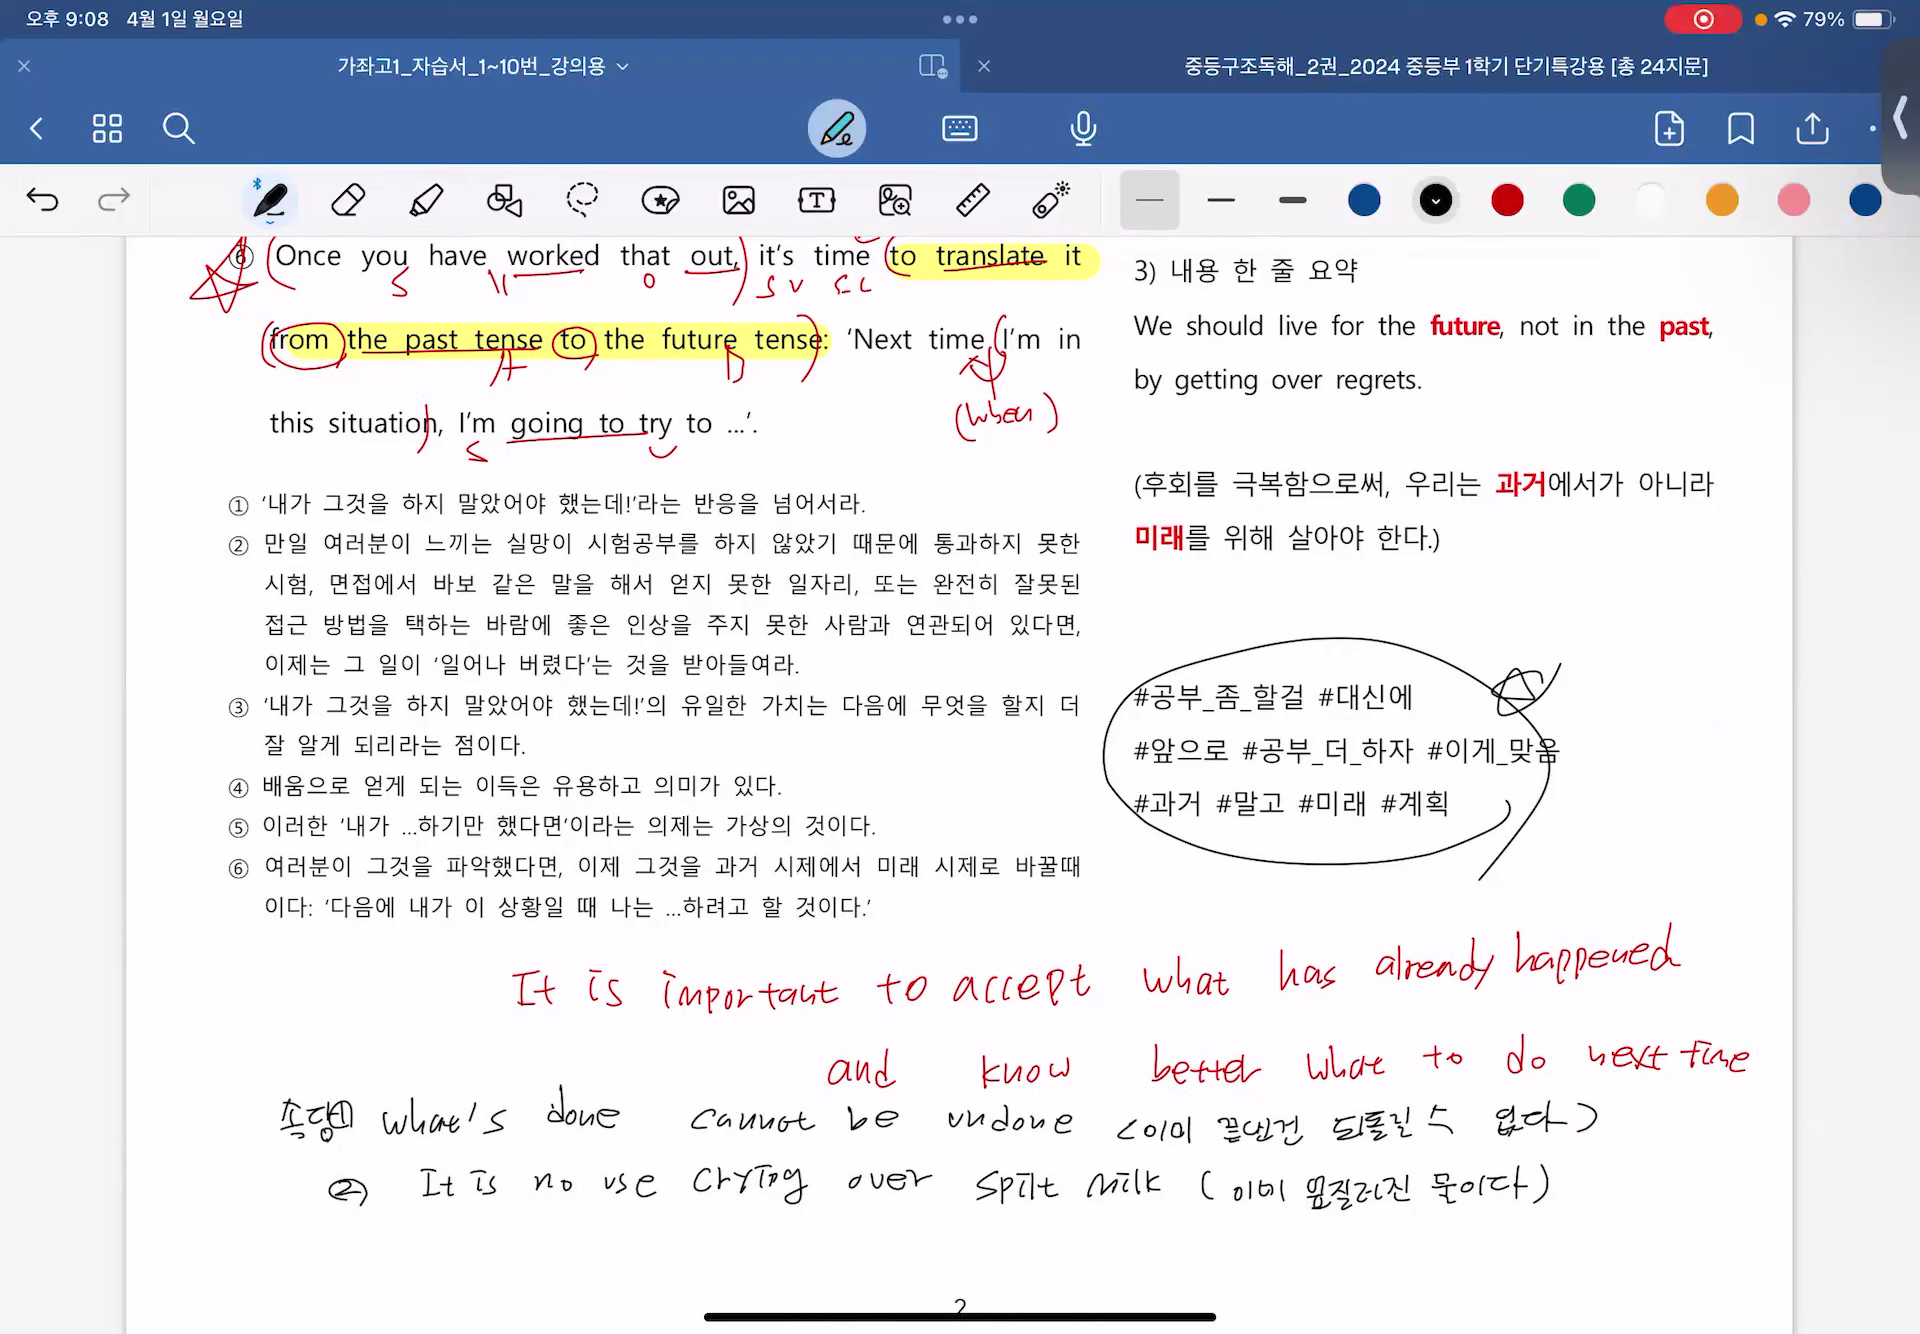 오후 9:08 4월 1일 월요일
79%
가좌고1_자습서_1~10번_강의용
중등구조독해_2권_2024 중등부 1학기 단기특강용 [총 24지문]
⑥ Once you have worked that out, it's time to translate it
S V O S V S.C
from the past tense to the future tense: ‘Next time I'm in
A B
(when)
this situation, I'm going to try to ...’.
S V
① ‘내가 그것을 하지 말았어야 했는데!’라는 반응을 넘어서라.
② 만일 여러분이 느끼는 실망이 시험공부를 하지 않았기 때문에 통과하지 못한
시험, 면접에서 바보 같은 말을 해서 얻지 못한 일자리, 또는 완전히 잘못된
접근 방법을 택하는 바람에 좋은 인상을 주지 못한 사람과 연관되어 있다면,
이제는 그 일이 ‘일어나 버렸다’는 것을 받아들여라.
③ ‘내가 그것을 하지 말았어야 했는데!’의 유일한 가치는 다음에 무엇을 할지 더
잘 알게 되리라는 점이다.
④ 배움으로 얻게 되는 이득은 유용하고 의미가 있다.
⑤ 이러한 ‘내가 ...하기만 했다면’이라는 의제는 가상의 것이다.
⑥ 여러분이 그것을 파악했다면, 이제 그것을 과거 시제에서 미래 시제로 바꿀때
이다: ‘다음에 내가 이 상황일 때 나는 ...하려고 할 것이다.’
3) 내용 한 줄 요약
We should live for the future, not in the past,
by getting over regrets.
(후회를 극복함으로써, 우리는 과거에서가 아니라
미래를 위해 살아야 한다.)
#공부_좀_할걸 #대신에
#앞으로 #공부_더_하자 #이게_맞음
#과거 #말고 #미래 #계획
It is important to accept what has already happened
and know better what to do next time
속담① what's done cannot be undone (이미 끝난건 되돌릴 수 없다)
② It is no use crying over spilt milk (이미 엎질러진 물이다)
2